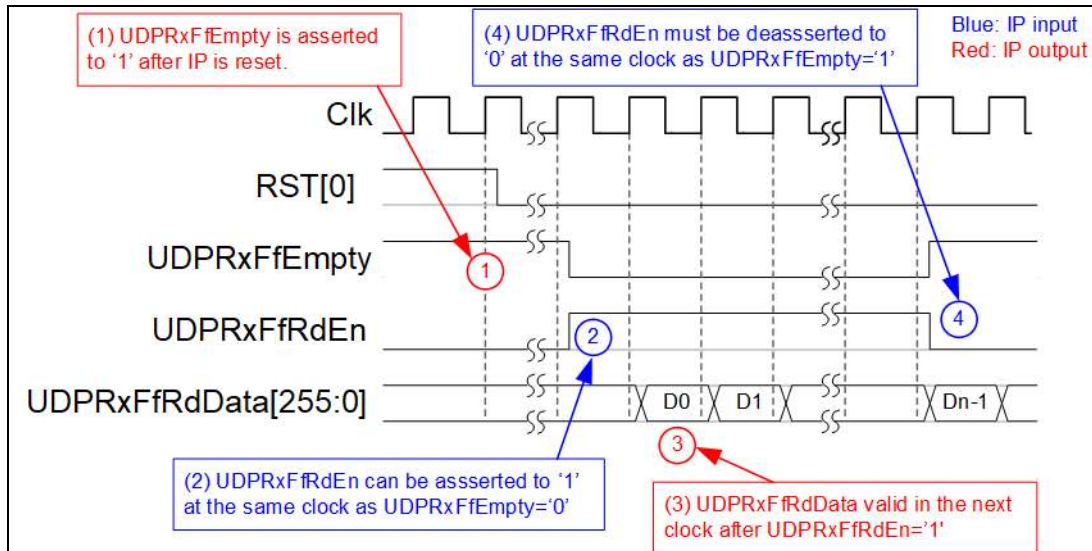 (1) UDPRxFfEmpty is asserted
to ‘1’ after IP is reset.
(4) UDPRxFfRdEn must be deassserted to
‘0’ at the same clock as UDPRxFfEmpty=‘1’
Blue: IP input
Red: IP output
Clk
RST[0]
UDPRxFfEmpty
1
UDPRxFfRdEn
2
4
UDPRxFfRdData[255:0]
D0
D1
Dn-1
3
(2) UDPRxFfRdEn can be assserted to ‘1’
at the same clock as UDPRxFfEmpty=‘0’
(3) UDPRxFfRdData valid in the next
clock after UDPRxFfRdEn=‘1'